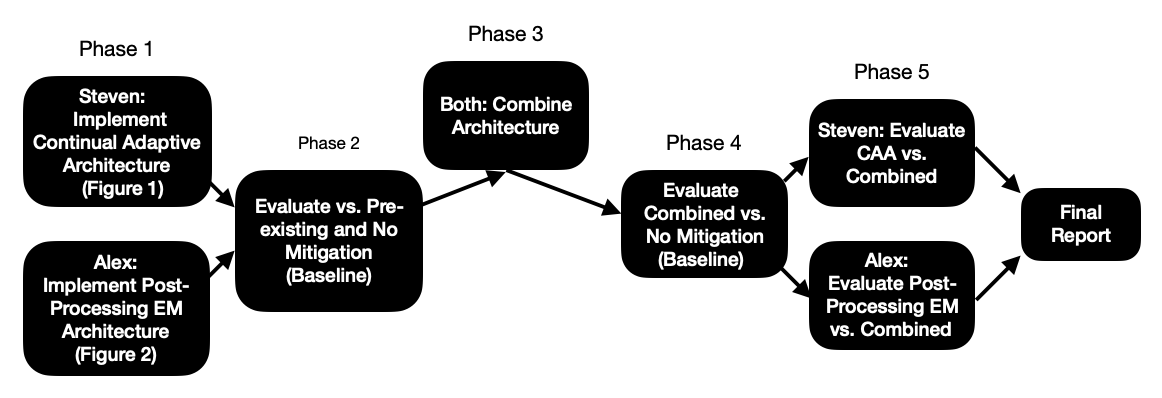 Phase 1
Steven:
Implement
Continual Adaptive
Architecture
(Figure 1)
Alex:
Implement Post-
Processing EM
Architecture
(Figure 2)
Phase 2
Evaluate vs. Pre-
existing and No
Mitigation
(Baseline)
Phase 3
Both: Combine
Architecture
Phase 4
Evaluate
Combined vs.
No Mitigation
(Baseline)
Phase 5
Steven: Evaluate
CAA vs.
Combined
Alex:
Evaluate Post-
Processing EM
vs. Combined
Final
Report